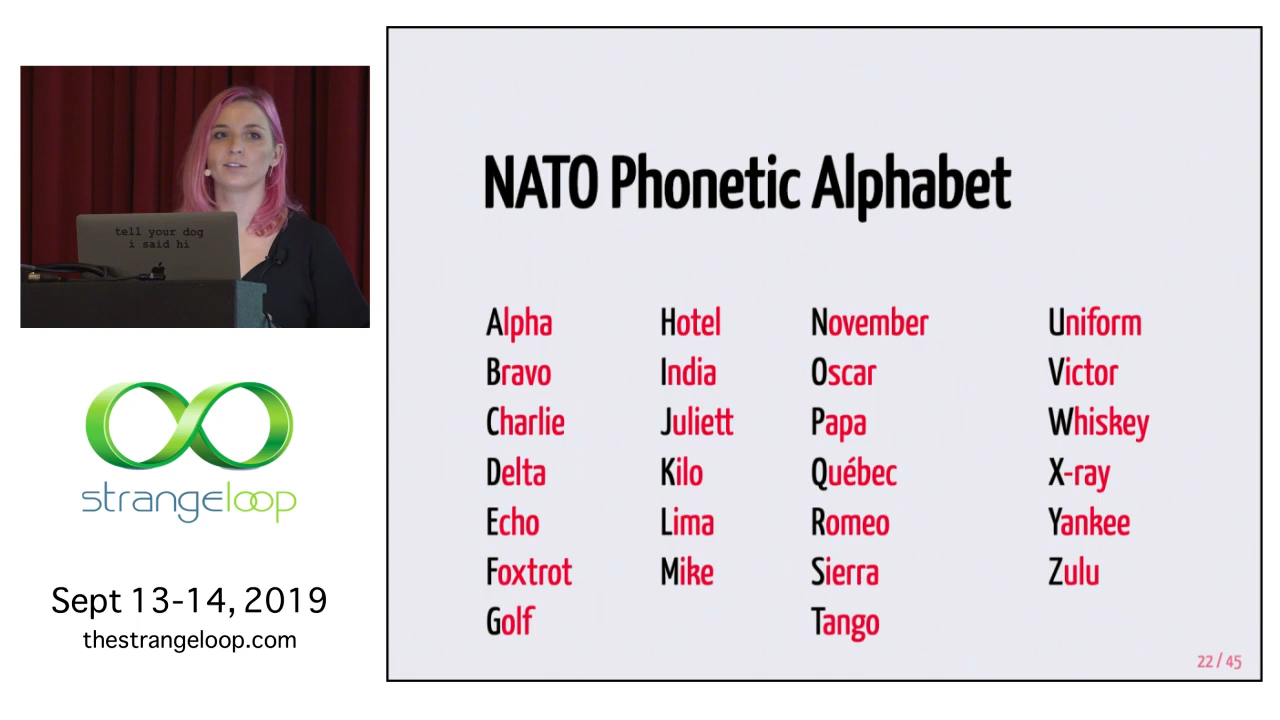 tell your dog
i said hi
strangeloop
Sept 13-14, 2019
thestrangeloop.com
NATO Phonetic Alphabet
Alpha
Bravo
Charlie
Delta
Echo
Foxtrot
Golf
Hotel
India
Juliett
Kilo
Lima
Mike
November
Oscar
Papa
Québec
Romeo
Sierra
Tango
Uniform
Victor
Whiskey
X-ray
Yankee
Zulu
22 / 45